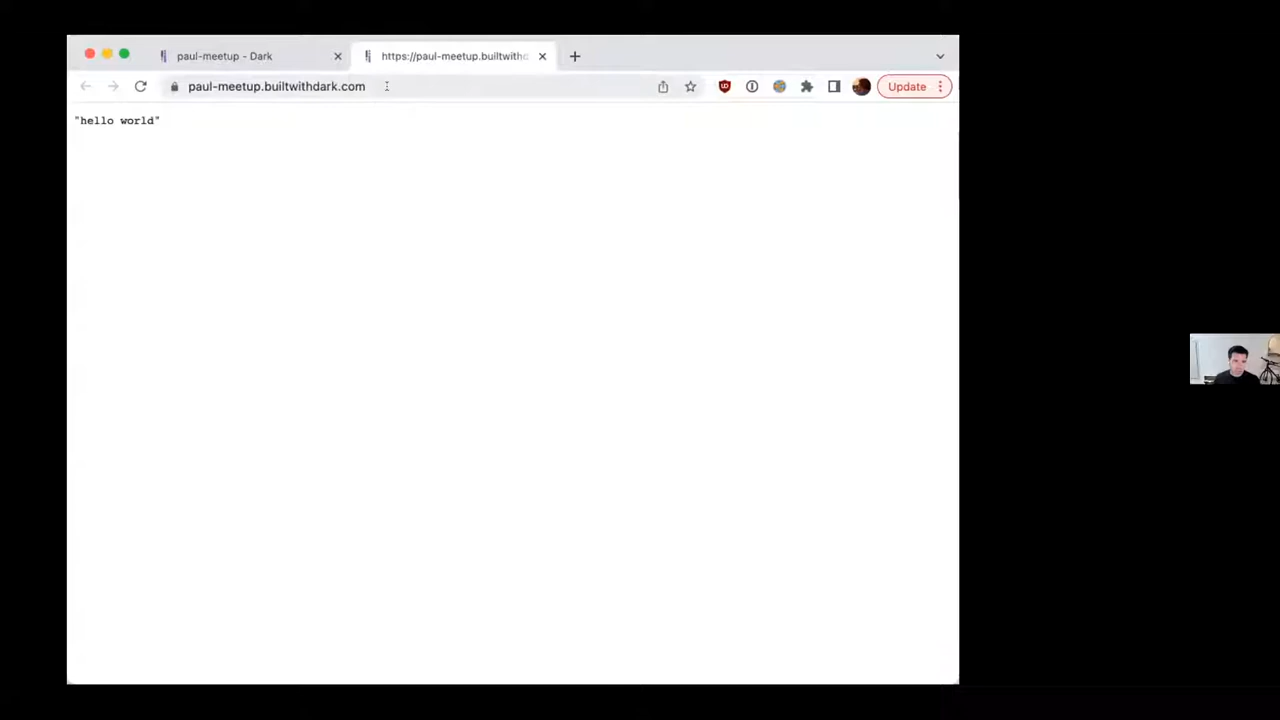 paul-meetup - Dark
https://paul-meetup.builtwithd
paul-meetup.builtwithdark.com
Update
"hello world"